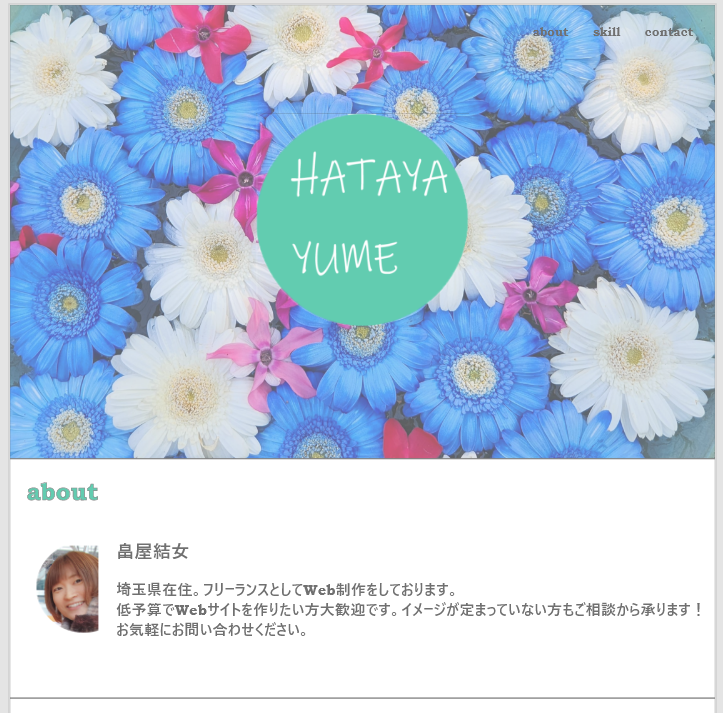 about skill contact
HATAYA
YUME
about
畠屋結女
埼玉県在住。フリーランスとしてWeb制作をしております。
低予算でWebサイトを作りたい方大歓迎です。イメージが定まっていない方もご相談から承ります！
お気軽にお問い合わせください。